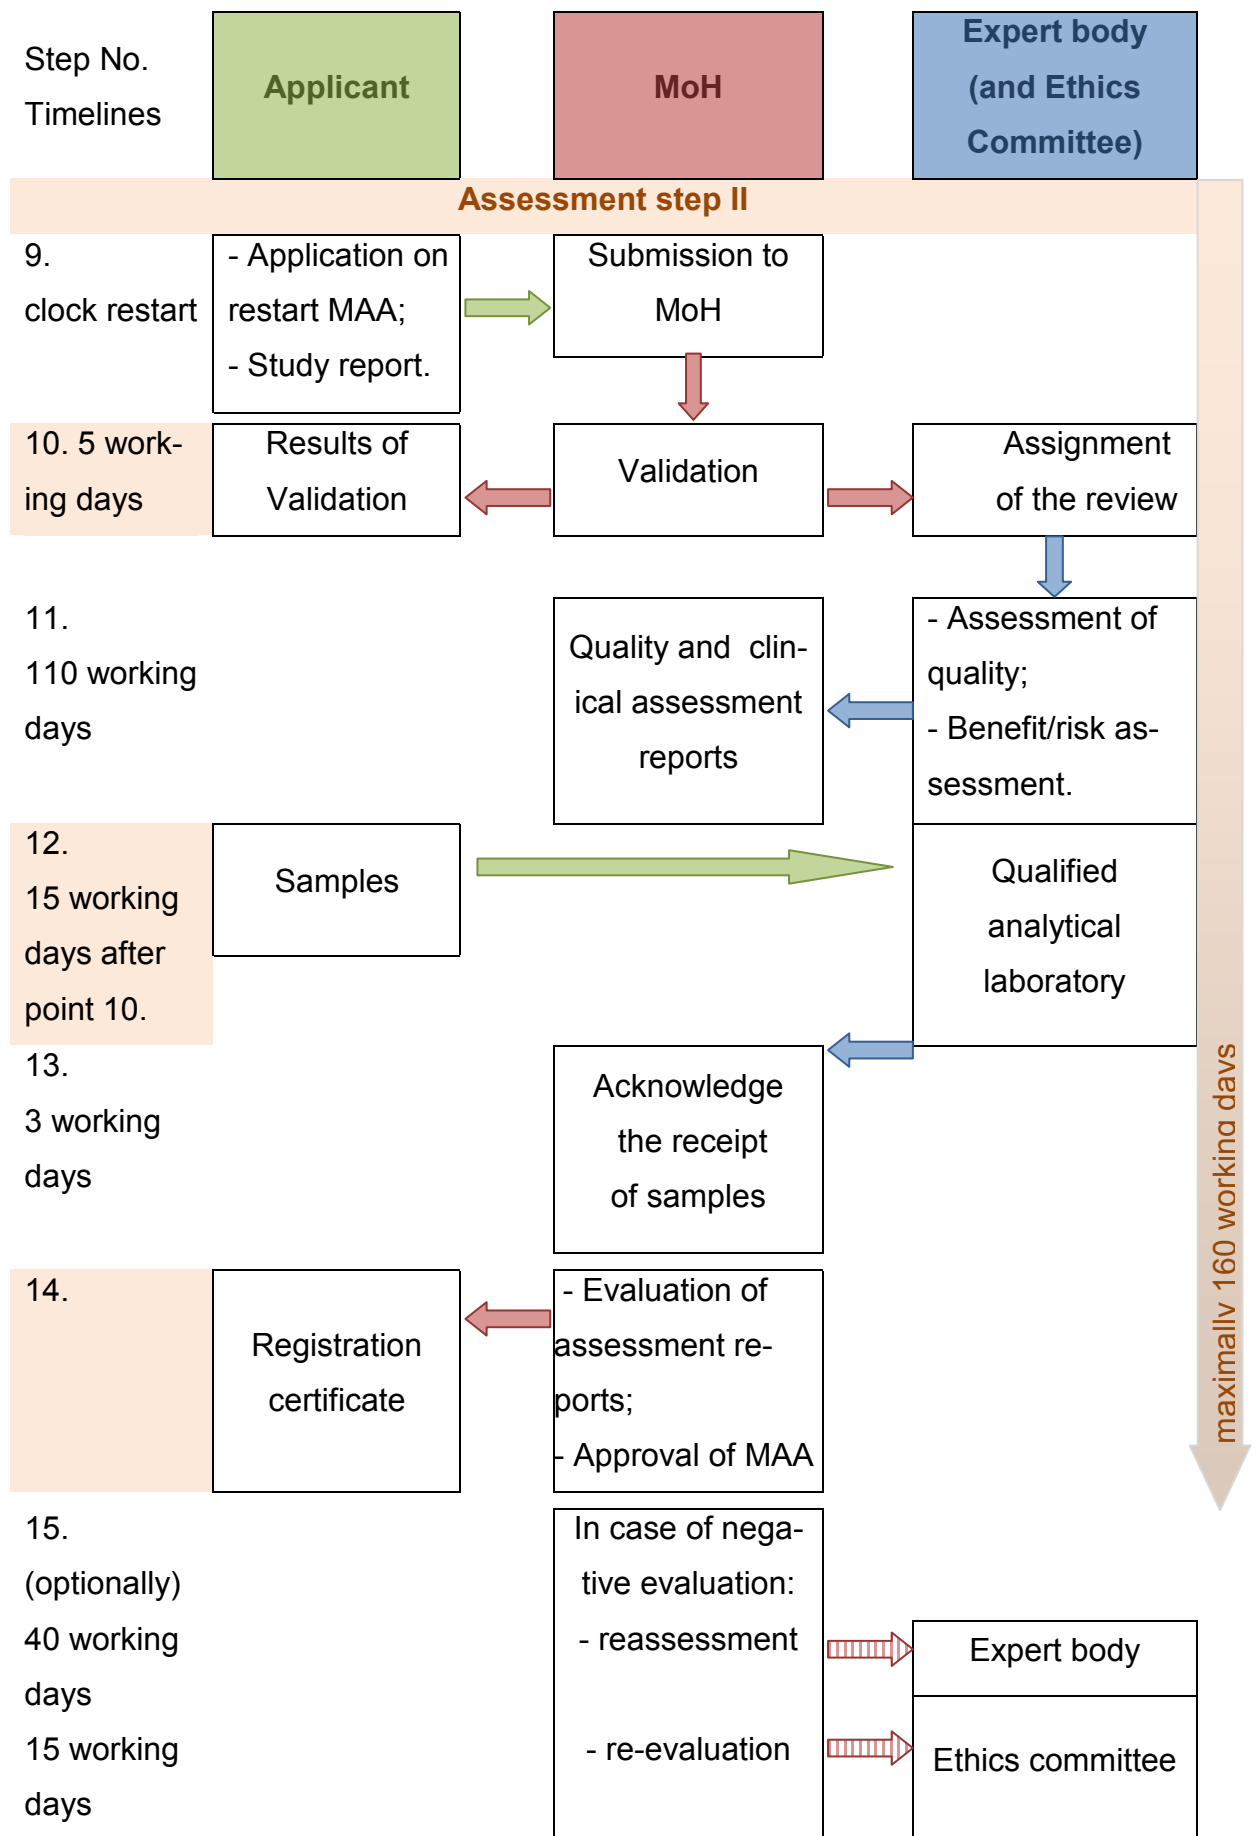 Step No.
Timelines
Applicant
MoH
Expert body
(and Ethics
Committee)
Assessment step II
9.
clock restart
- Application on
restart MAA;
- Study report.
Submission to
MoH
10. 5 work-
ing days
Results of
Validation
Validation
Assignment
of the review
11.
110 working
days
Quality and clin-
ical assessment
reports
- Assessment of
quality;
- Benefit/risk as-
sessment.
12.
15 working
days after
point 10.
Samples
Qualified
analytical
laboratory
13.
3 working
days
Acknowledge
the receipt
of samples
14.
Registration
certificate
- Evaluation of
assessment re-
ports;
- Approval of MAA
15.
(optionally)
40 working
days
15 working
days
In case of nega-
tive evaluation:
- reassessment
- re-evaluation
Expert body
Ethics committee
maximally 160 working days